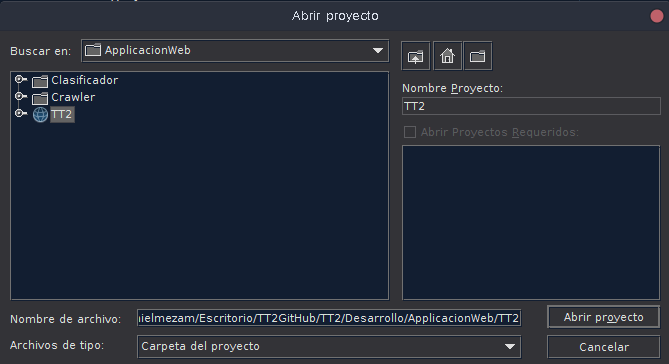 Abrir proyecto
Buscar en: ApplicacionWeb
Clasificador
Crawler
TT2
Nombre Proyecto:
TT2
Abrir Proyectos Requeridos:
Nombre de archivo: /Escritorio/TT2GitHub/TT2/Desarrollo/ApplicacionWeb/TT2
Abrir proyecto
Archivos de tipo: Carpeta del proyecto
Cancelar